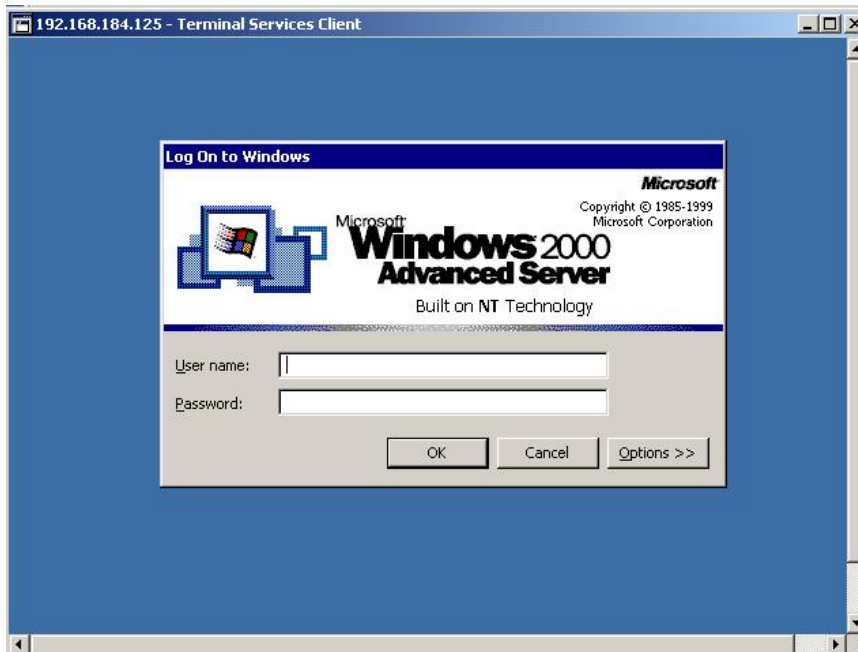 192.168.184.125 - Terminal Services Client
Log On to Windows
Microsoft
Copyright © 1985-1999
Microsoft Corporation
Microsoft
Windows 2000
Advanced Server
Built on NT Technology
User name:
Password:
OK Cancel Options >>